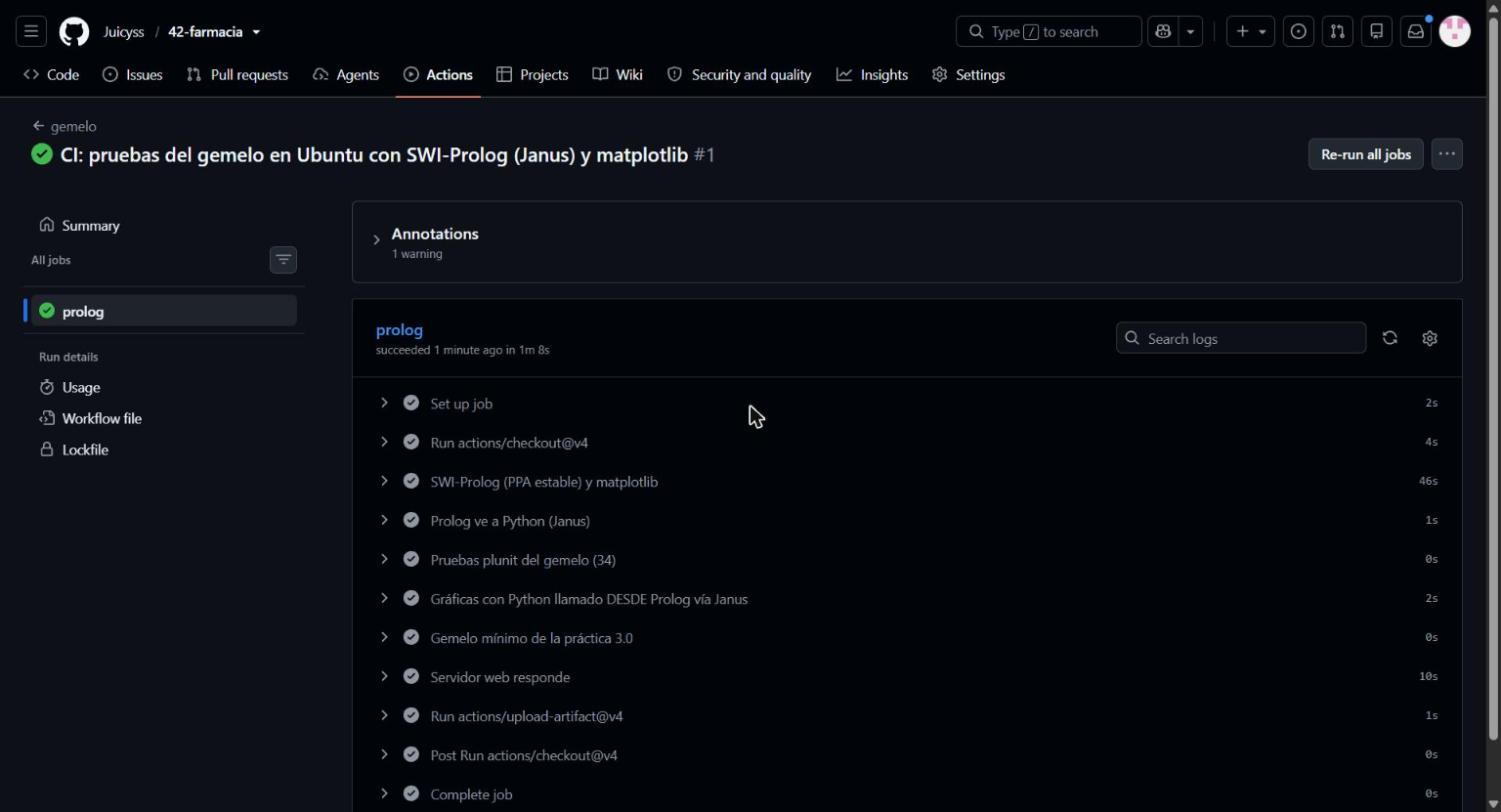 Juicyss / 42-farmacia
Type / to search
Code
Issues
Pull requests
Agents
Actions
Projects
Wiki
Security and quality
Insights
Settings
gemelo
CI: pruebas del gemelo en Ubuntu con SWI-Prolog (Janus) y matplotlib #1
Re-run all jobs
Summary
All jobs
prolog
Run details
Usage
Workflow file
Lockfile
Annotations
1 warning
prolog
succeeded 1 minute ago in 1m 8s
Search logs
Set up job 2s
Run actions/checkout@v4 4s
SWI-Prolog (PPA estable) y matplotlib 46s
Prolog ve a Python (Janus) 1s
Pruebas plunit del gemelo (34) 0s
Gráficas con Python llamado DESDE Prolog vía Janus 2s
Gemelo mínimo de la práctica 3.0 0s
Servidor web responde 10s
Run actions/upload-artifact@v4 1s
Post Run actions/checkout@v4 0s
Complete job 0s